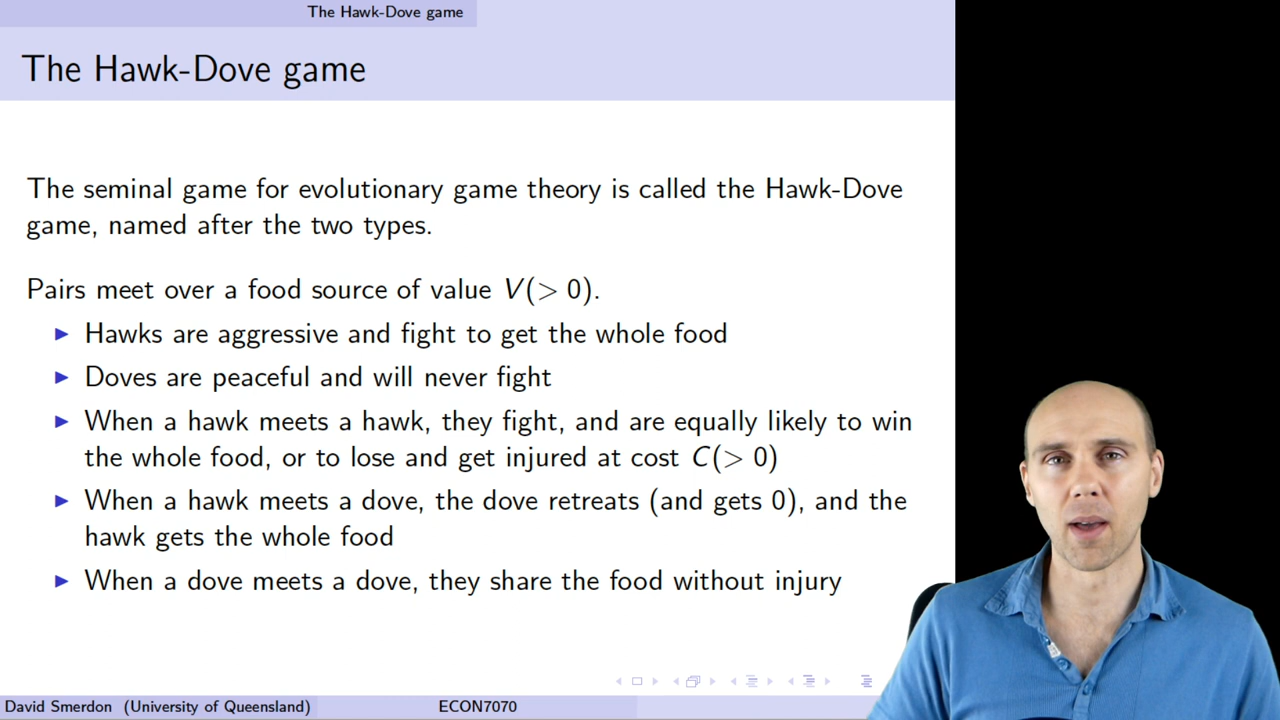 The Hawk-Dove game
The Hawk-Dove game
The seminal game for evolutionary game theory is called the Hawk-Dove
game, named after the two types.
Pairs meet over a food source of value V(> 0).
▶ Hawks are aggressive and fight to get the whole food
▶ Doves are peaceful and will never fight
▶ When a hawk meets a hawk, they fight, and are equally likely to win
the whole food, or to lose and get injured at cost C(> 0)
▶ When a hawk meets a dove, the dove retreats (and gets 0), and the
hawk gets the whole food
▶ When a dove meets a dove, they share the food without injury
David Smerdon (University of Queensland)
ECON7070